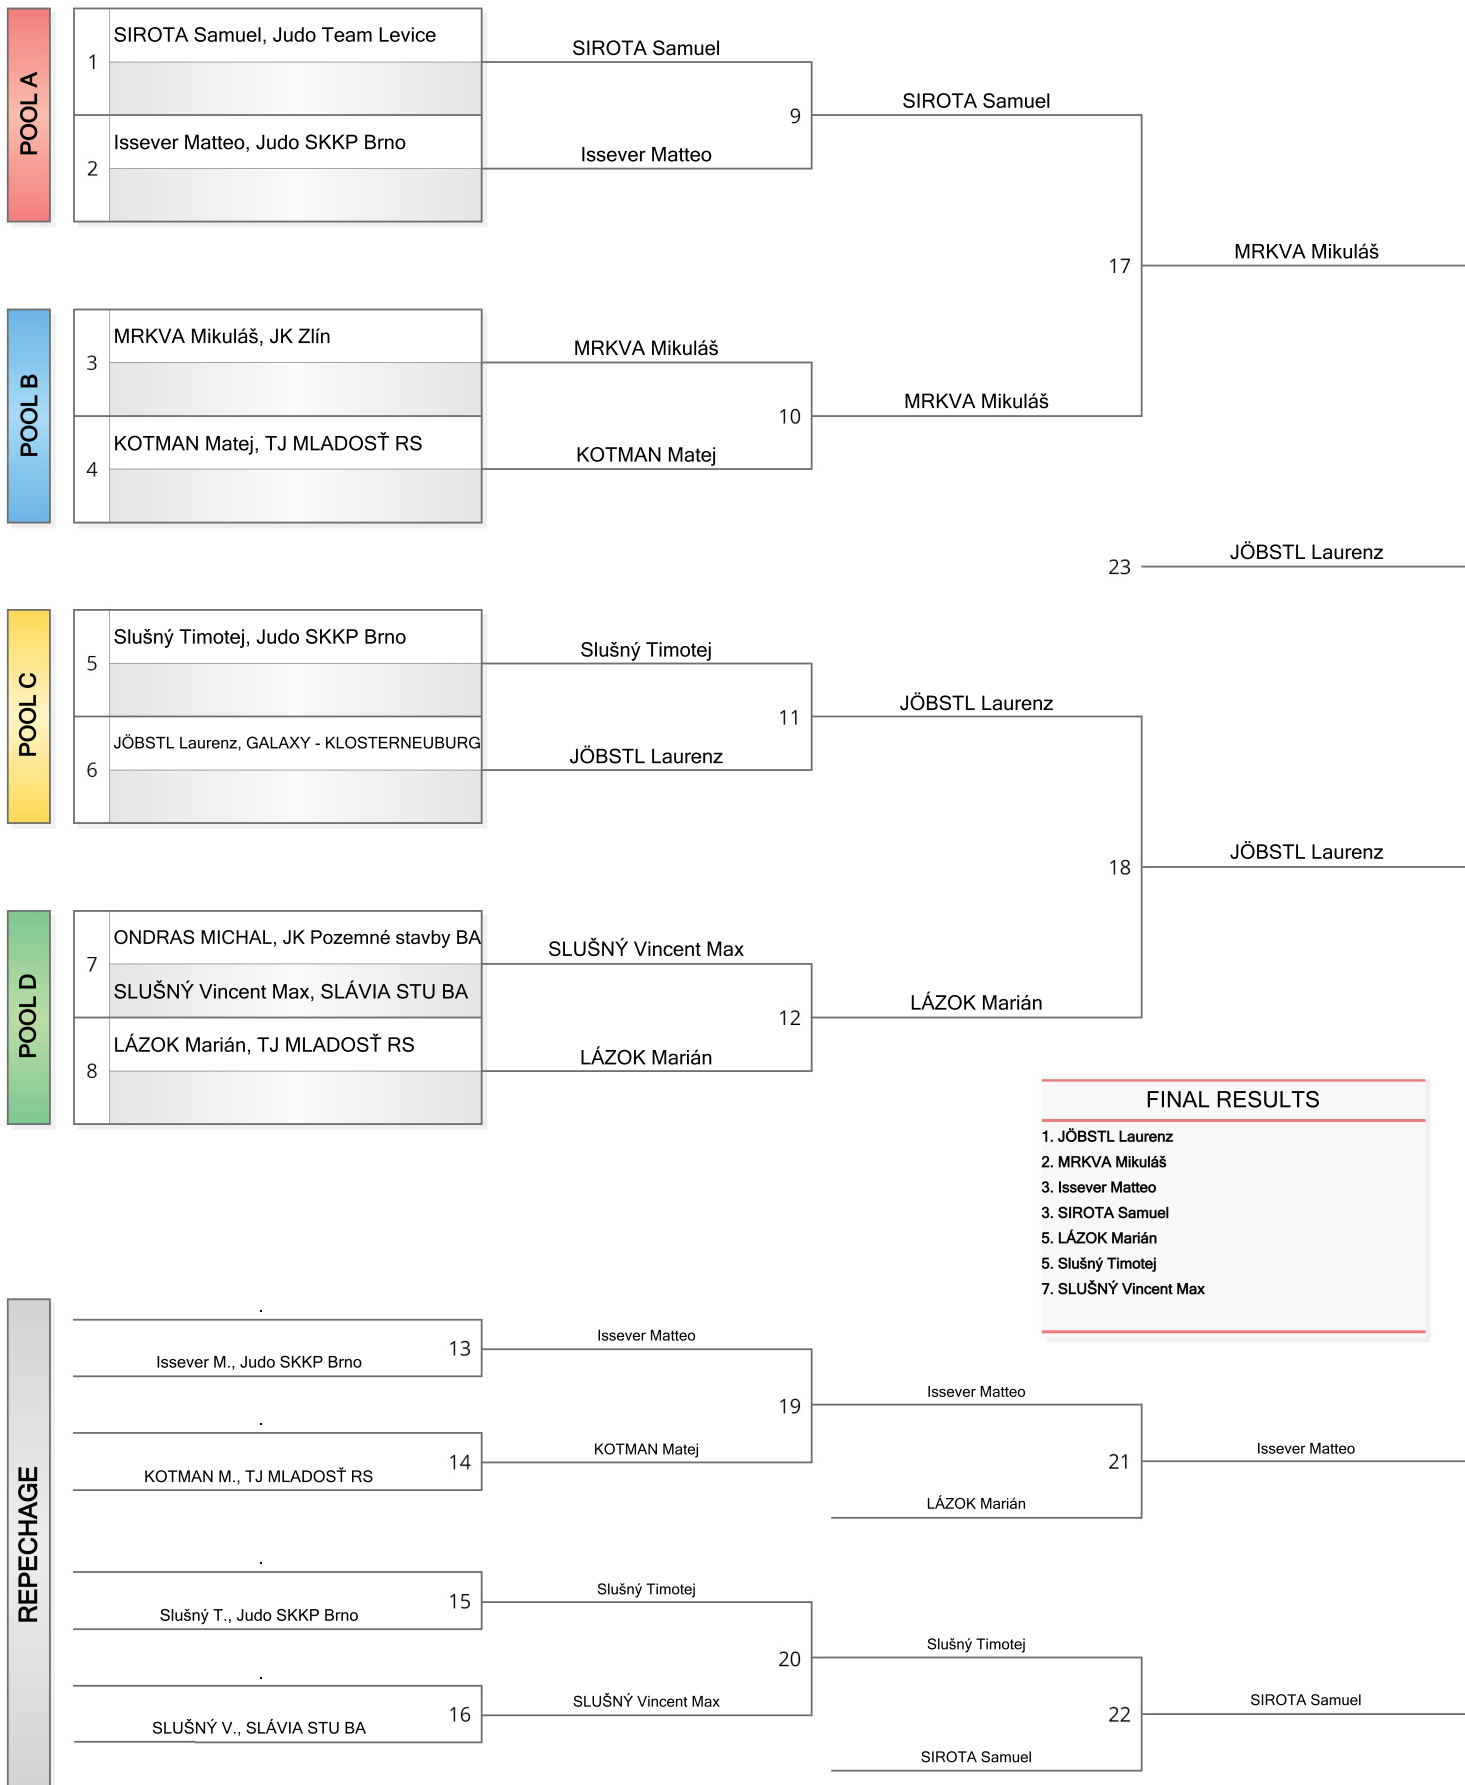 POOL A
1
SIROTA Samuel, Judo Team Levice
2
Issever Matteo, Judo SKKP Brno
SIROTA Samuel
Issever Matteo
9
SIROTA Samuel
17
MRKVA Mikuláš
POOL B
3
MRKVA Mikuláš, JK Zlín
4
KOTMAN Matej, TJ MLADOSŤ RS
MRKVA Mikuláš
KOTMAN Matej
10
MRKVA Mikuláš
23
JÖBSTL Laurenz
POOL C
5
Slušný Timotej, Judo SKKP Brno
6
JÖBSTL Laurenz, GALAXY - KLOSTERNEUBURG
Slušný Timotej
JÖBSTL Laurenz
11
JÖBSTL Laurenz
18
JÖBSTL Laurenz
POOL D
7
ONDRAS MICHAL, JK Pozemné stavby BA
SLUŠNÝ Vincent Max, SLÁVIA STU BA
8
LÁZOK Marián, TJ MLADOSŤ RS
SLUŠNÝ Vincent Max
LÁZOK Marián
12
LÁZOK Marián
FINAL RESULTS
1. JÖBSTL Laurenz
2. MRKVA Mikuláš
3. Issever Matteo
3. SIROTA Samuel
5. LÁZOK Marián
5. Slušný Timotej
7. SLUŠNÝ Vincent Max
REPECHAGE
.
Issever M., Judo SKKP Brno
13
Issever Matteo
.
KOTMAN M., TJ MLADOSŤ RS
14
KOTMAN Matej
19
Issever Matteo
LÁZOK Marián
21
Issever Matteo
.
Slušný T., Judo SKKP Brno
15
Slušný Timotej
.
SLUŠNÝ V., SLÁVIA STU BA
16
SLUŠNÝ Vincent Max
20
Slušný Timotej
SIROTA Samuel
22
SIROTA Samuel